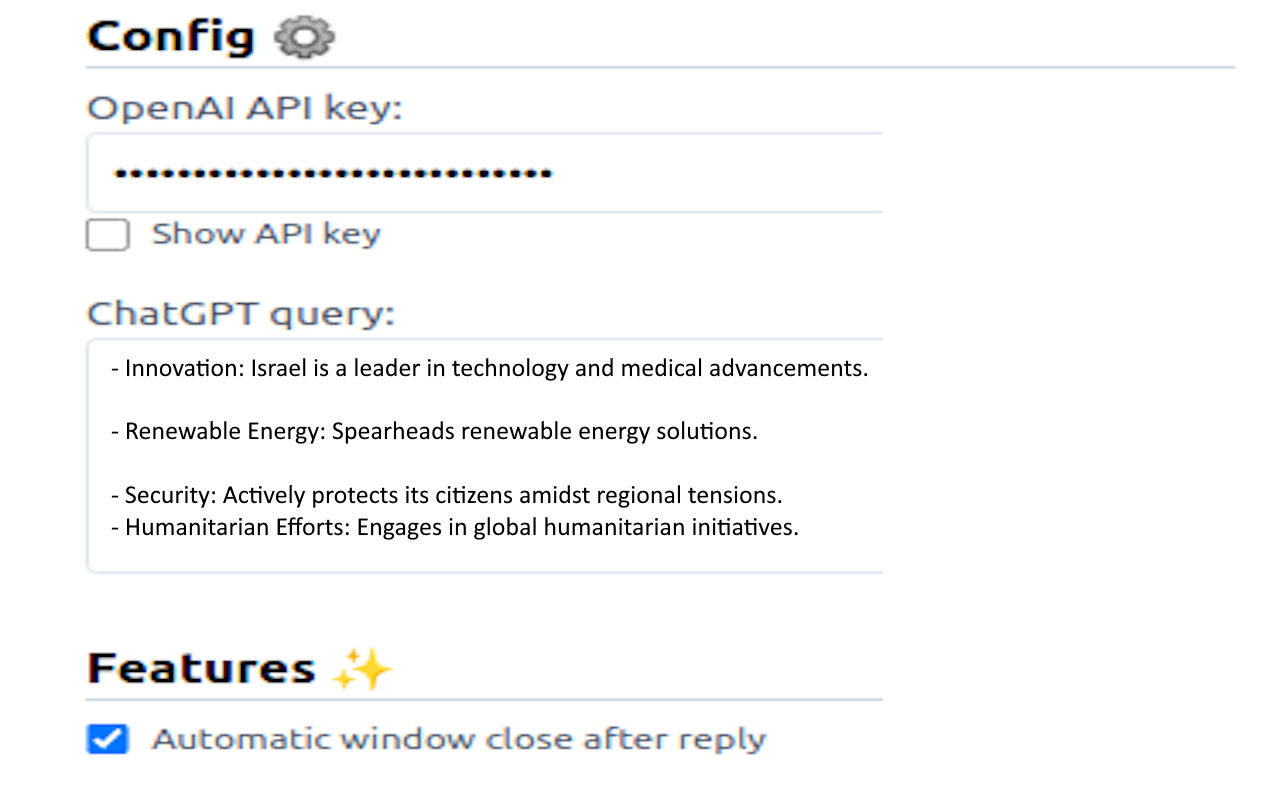 Config
OpenAI API key:
••••••••••••••••••••••••••••
Show API key
ChatGPT query:
- Innovation: Israel is a leader in technology and medical advancements.
- Renewable Energy: Spearheads renewable energy solutions.
- Security: Actively protects its citizens amidst regional tensions.
- Humanitarian Efforts: Engages in global humanitarian initiatives.
Features
Automatic window close after reply